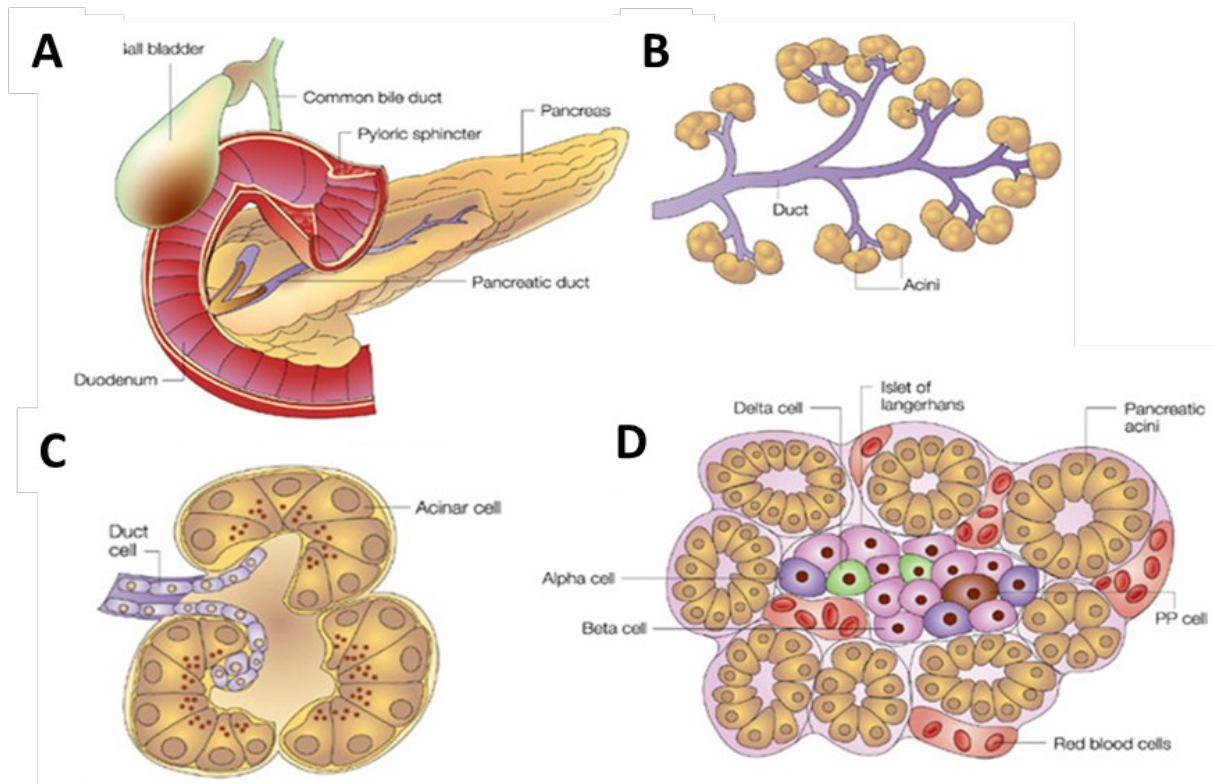 A
all bladder
Common bile duct
Pyloric sphincter
Pancreas
Pancreatic duct
Duodenum
B
Duct
Acini
C
Acinar cell
Duct
cell
D
Delta cell
Islet of
langerhans
Pancreatic
acini
Alpha cell
Beta cell
PP cell
Red blood cells